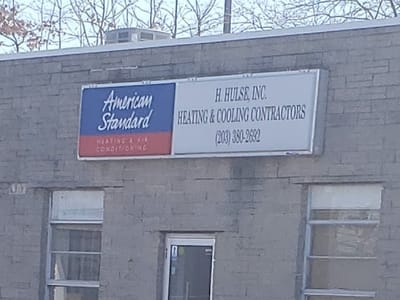 American
Standard
HEATING & AIR
CONDITIONING
H. HULSE, INC.
HEATING & COOLING CONTRACTORS
(203) 380-2692